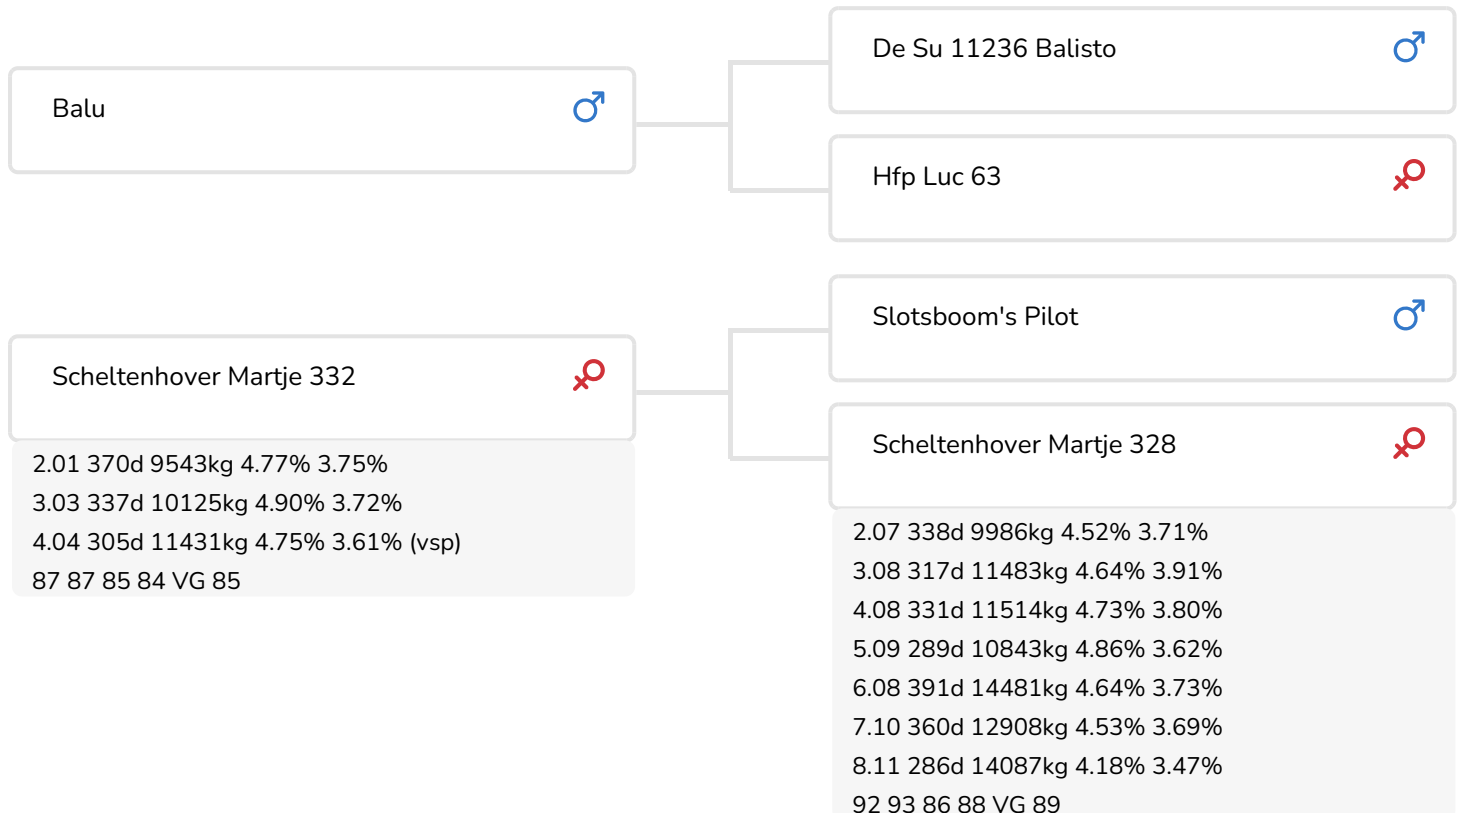 De Su 11236 Balisto
Balu
Hfp Luc 63
Slotsboom's Pilot
Scheltenhover Martje 332
2.01 370d 9543kg 4.77% 3.75%
3.03 337d 10125kg 4.90% 3.72%
4.04 305d 11431kg 4.75% 3.61% (vsp)
87 87 85 84 VG 85
Scheltenhover Martje 328
2.07 338d 9986kg 4.52% 3.71%
3.08 317d 11483kg 4.64% 3.91%
4.08 331d 11514kg 4.73% 3.80%
5.09 289d 10843kg 4.86% 3.62%
6.08 391d 14481kg 4.64% 3.73%
7.10 360d 12908kg 4.53% 3.69%
8.11 286d 14087kg 4.18% 3.47%
92 93 86 88 VG 89